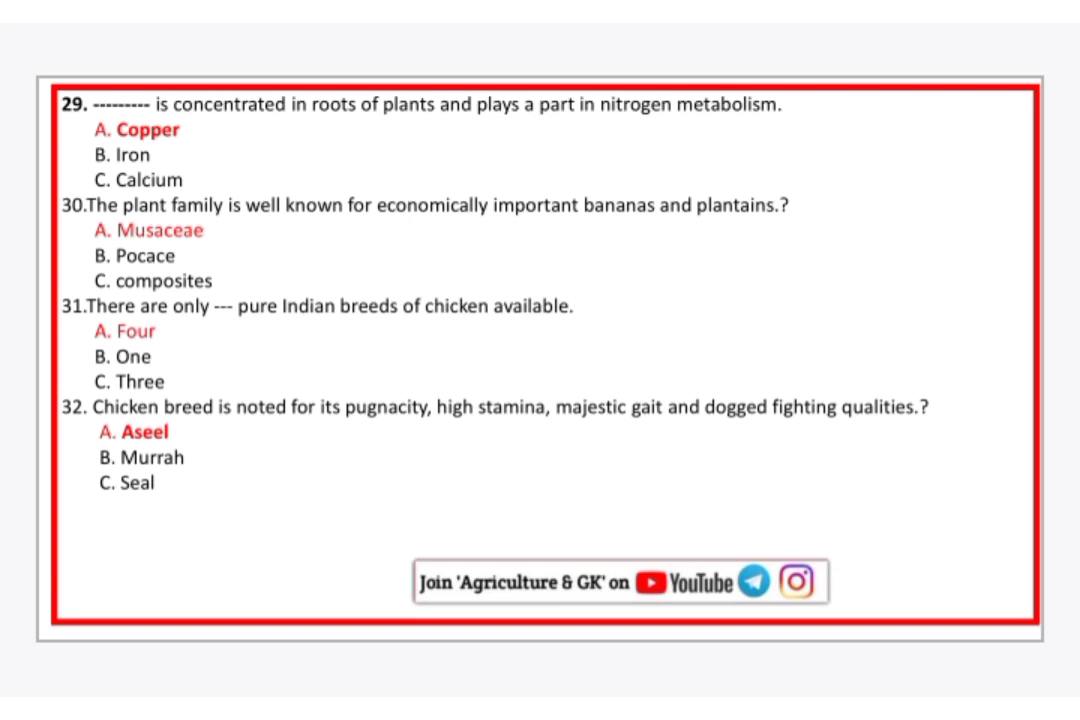 29. --------- is concentrated in roots of plants and plays a part in nitrogen metabolism.
A. Copper
B. Iron
C. Calcium
30.The plant family is well known for economically important bananas and plantains.?
A. Musaceae
B. Pocace
C. composites
31.There are only --- pure Indian breeds of chicken available.
A. Four
B. One
C. Three
32. Chicken breed is noted for its pugnacity, high stamina, majestic gait and dogged fighting qualities.?
A. Aseel
B. Murrah
C. Seal
Join 'Agriculture & GK' on YouTube